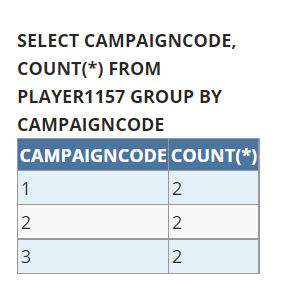 SELECT CAMPAIGNCODE,
COUNT(*) FROM
PLAYER1157 GROUP BY
CAMPAIGNCODE
CAMPAIGNCODE COUNT(*)
1 2
2 2
3 2